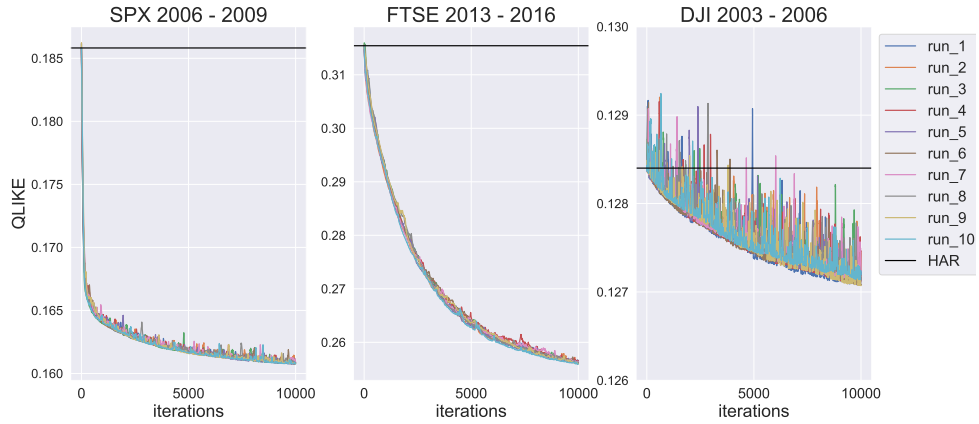 SPX 2006 - 2009
FTSE 2013 - 2016
DJI 2003 - 2006
QLIKE
0.185
0.180
0.175
0.170
0.165
0.160
0
5000
10000
iterations
0.31
0.30
0.29
0.28
0.27
0.26
0
5000
10000
iterations
0.130
0.129
0.128
0.127
0.126
0
5000
10000
iterations
run_1
run_2
run_3
run_4
run_5
run_6
run_7
run_8
run_9
run_10
HAR